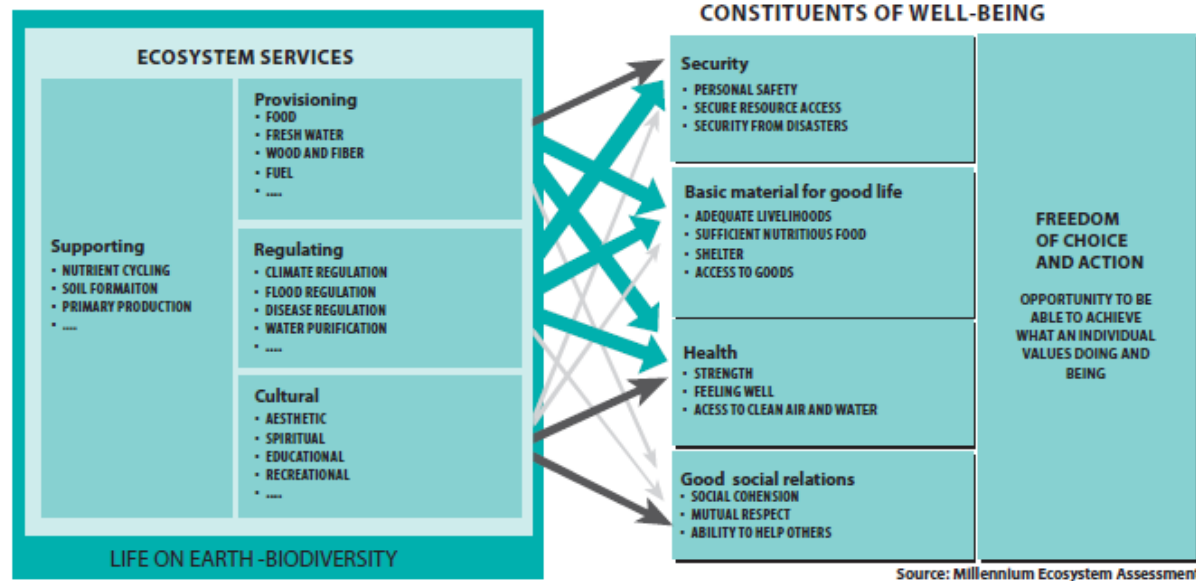 ECOSYSTEM SERVICES
Supporting
• NUTRIENT CYCLING
• SOIL FORMAITON
• PRIMARY PRODUCTION
• ....
Provisioning
• FOOD
• FRESH WATER
• WOOD AND FIBER
• FUEL
• ....
Regulating
• CLIMATE REGULATION
• FLOOD REGULATION
• DISEASE REGULATION
• WATER PURIFICATION
• ....
Cultural
• AESTHETIC
• SPIRITUAL
• EDUCATIONAL
• RECREATIONAL
• ....
LIFE ON EARTH -BIODIVERSITY
CONSTITUENTS OF WELL-BEING
Security
• PERSONAL SAFETY
• SECURE RESOURCE ACCESS
• SECURITY FROM DISASTERS
Basic material for good life
• ADEQUATE LIVELIHOODS
• SUFFICIENT NUTRITIOUS FOOD
• SHELTER
• ACCESS TO GOODS
Health
• STRENGTH
• FEELING WELL
• ACESS TO CLEAN AIR AND WATER
Good social relations
• SOCIAL COHENSION
• MUTUAL RESPECT
• ABILITY TO HELP OTHERS
FREEDOM
OF CHOICE
AND ACTION
OPPORTUNITY TO BE
ABLE TO ACHIEVE
WHAT AN INDIVIDUAL
VALUES DOING AND
BEING
Source: Millennium Ecosystem Assessment